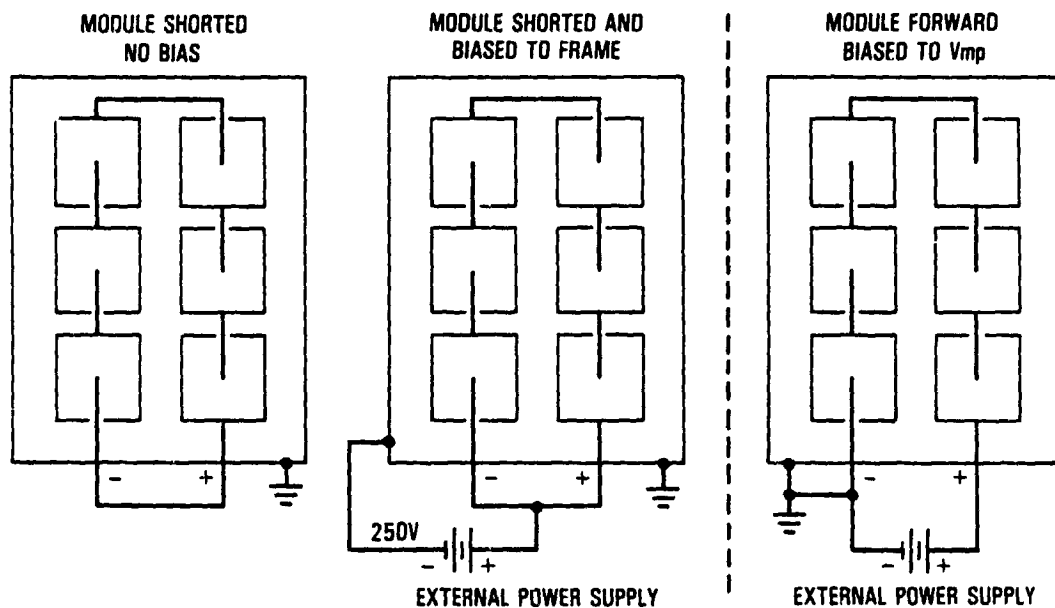 MODULE SHORTED
NO BIAS
- +
MODULE SHORTED AND
BIASED TO FRAME
- +
250V
- +
EXTERNAL POWER SUPPLY
MODULE FORWARD
BIASED TO Vmp
- +
- +
EXTERNAL POWER SUPPLY